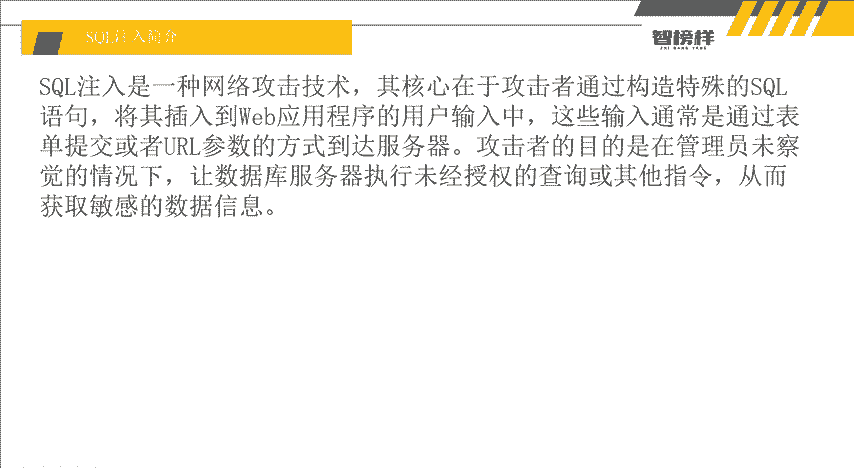 SQL注入简介
智榜样
ZHI BANG YANG
SQL注入是一种网络攻击技术，其核心在于攻击者通过构造特殊的SQL
语句，将其插入到Web应用程序的用户输入中，这些输入通常是通过表
单提交或者URL参数的方式到达服务器。攻击者的目的是在管理员未察
觉的情况下，让数据库服务器执行未经授权的查询或其他指令，从而
获取敏感的数据信息。